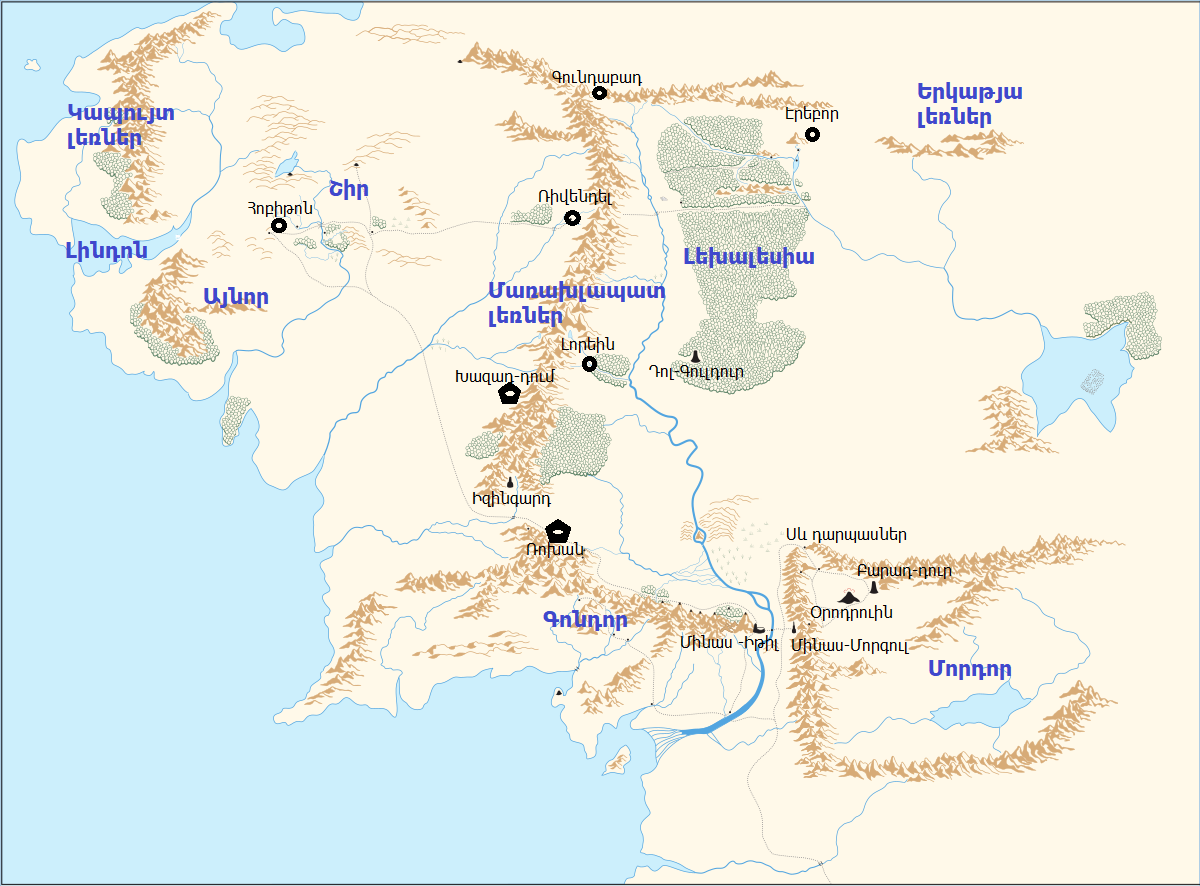 Գունդաբադ
Երկաթյա
լեռներ
Կապույտ
լեռներ
Էրեբոր
Շիր
Ռիվենդել
Հոբիթոն
Լինդոն
Լեխալեսիա
Այնոր
Մառախլապատ
լեռներ
Լորեին
Դոլ-Գուլդուր
Խազադ-դում
Իզինգարդ
Ռոխան
Սև դարպասներ
Բարադ-դուր
Օրոդրուին
Գոնդոր
Մինաս -Իթիլ
Մինաս-Մորգուլ
Մորդոր